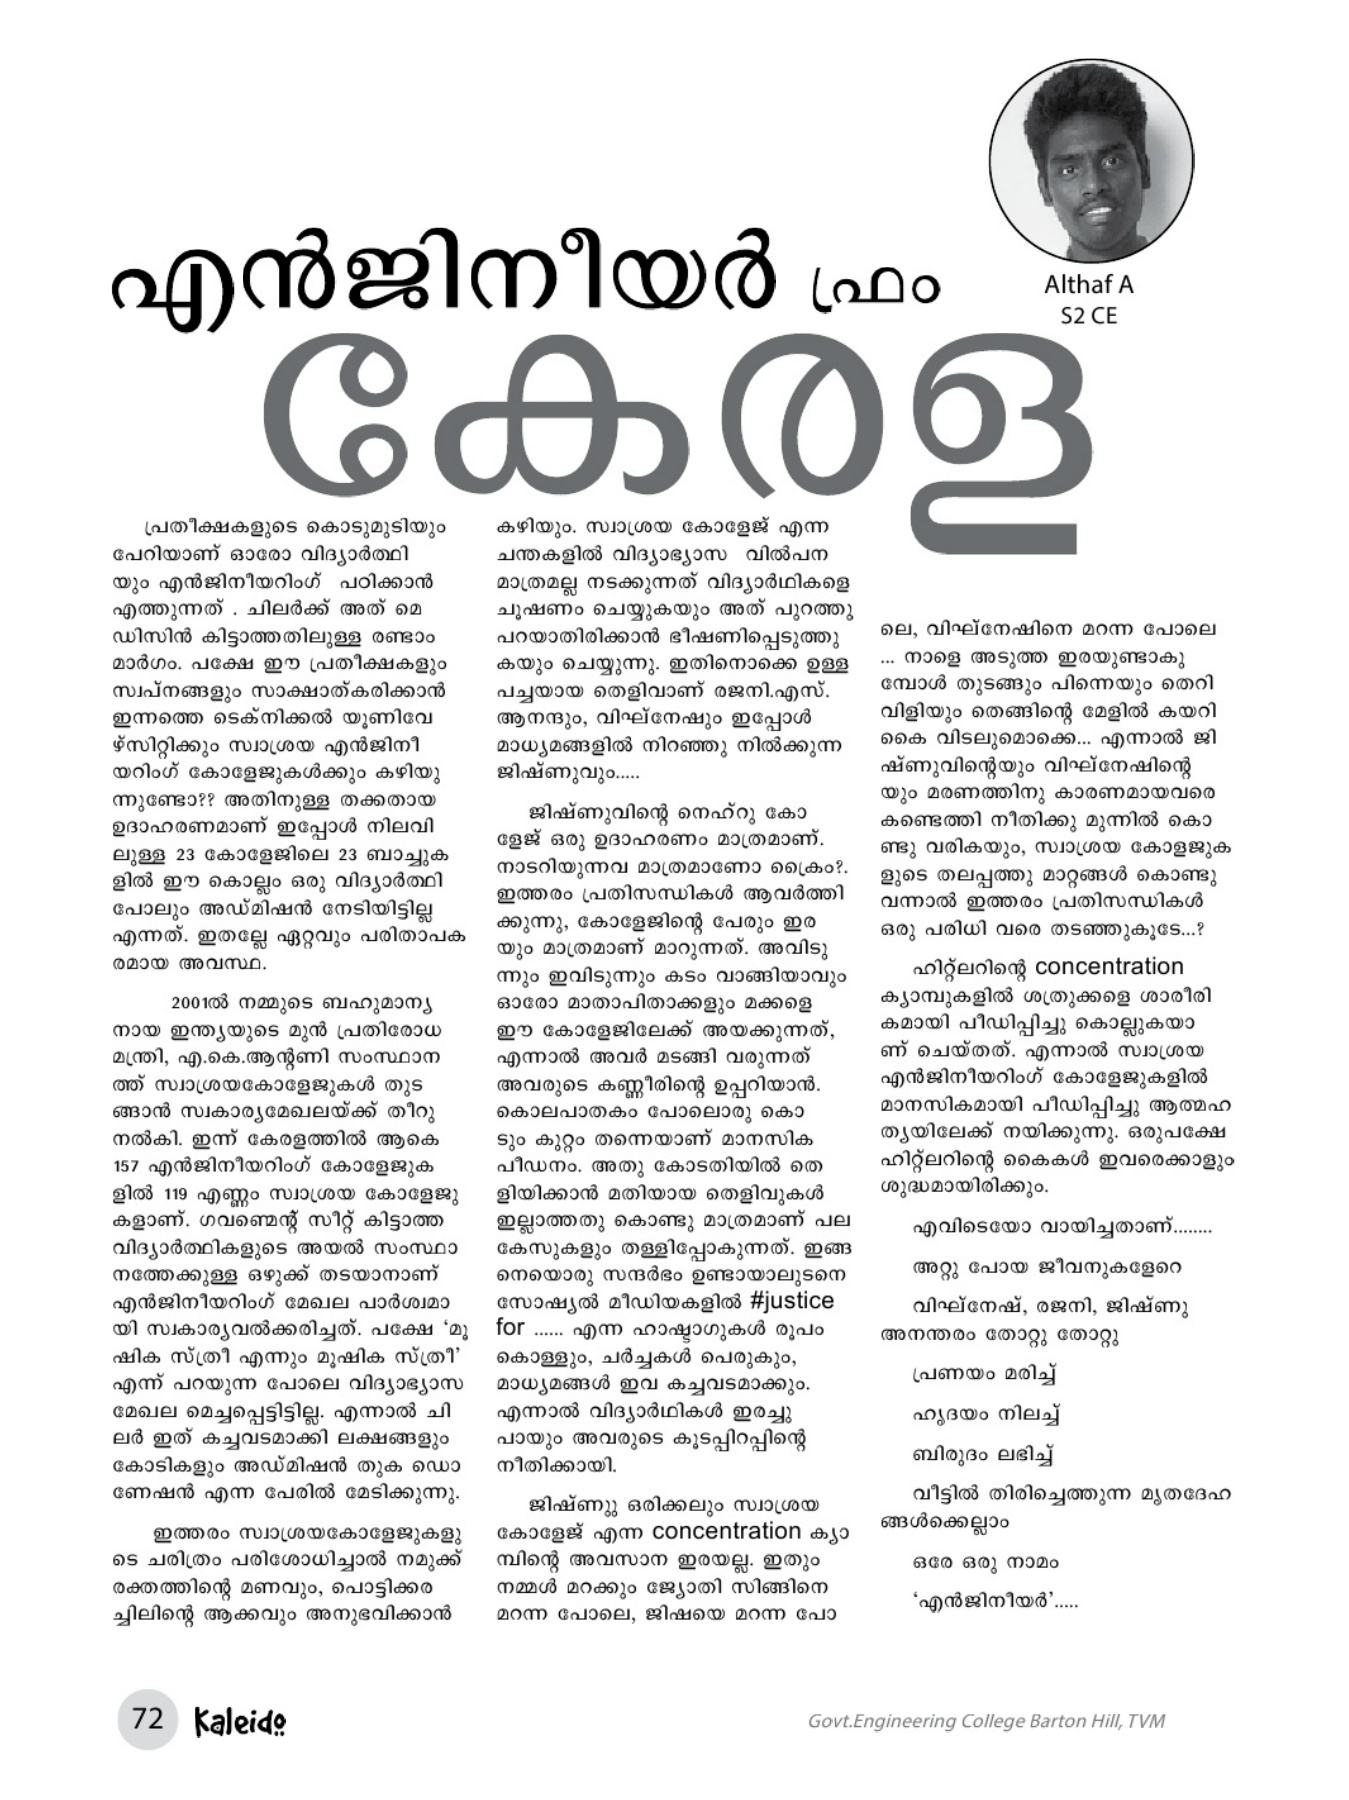 Althaf A
S2 CE
എൻജിനീയർ ഫ്രം
കേരള
പ്രതീക്ഷകളുടെ കൊടുമുടിയും
പേറിയാണ് ഓരോ വിദ്യാർത്ഥി
യും എൻജിനീയറിംഗ് പഠിക്കാൻ
എത്തുന്നത് . ചിലർക്ക് അത് മെ
ഡിസിൻ കിട്ടാത്തതിലുള്ള രണ്ടാം
മാർഗം. പക്ഷേ ഈ പ്രതീക്ഷകളും
സ്വപ്നങ്ങളും സാക്ഷാത്കരിക്കാൻ
ഇന്നത്തെ ടെക്നിക്കൽ യൂണിവേ
ഴ്സിറ്റിക്കും സ്വാശ്രയ എൻജിനീ
യറിംഗ് കോളേജുകൾക്കും കഴിയു
ന്നുണ്ടോ?? അതിനുള്ള തക്കതായ
ഉദാഹരണമാണ് ഇപ്പോൾ നിലവി
ലുള്ള 23 കോളേജിലെ 23 ബാച്ചുക
ളിൽ ഈ കൊല്ലം ഒരു വിദ്യാർത്ഥി
പോലും അഡ്മിഷൻ നേടിയിട്ടില്ല
എന്നത്. ഇതല്ലേ ഏറ്റവും പരിതാപക
രമായ അവസ്ഥ.
2001ൽ നമ്മുടെ ബഹുമാന്യ
നായ ഇന്ത്യയുടെ മുൻ പ്രതിരോധ
മന്ത്രി, എ.കെ.ആന്റണി സംസ്ഥാന
ത്ത് സ്വാശ്രയകോളേജുകൾ തുട
ങ്ങാൻ സ്വകാര്യമേഖലയ്ക്ക് തീറു
നൽകി. ഇന്ന് കേരളത്തിൽ ആകെ
157 എൻജിനീയറിംഗ് കോളേജുക
ളിൽ 119 എണ്ണം സ്വാശ്രയ കോളേജു
കളാണ്. ഗവണ്മെന്റ് സീറ്റ് കിട്ടാത്ത
വിദ്യാർത്ഥികളുടെ അയൽ സംസ്ഥാ
നത്തേക്കുള്ള ഒഴുക്ക് തടയാനാണ്
എൻജിനീയറിംഗ് മേഖല പാർശ്വമാ
യി സ്വകാര്യവൽക്കരിച്ചത്. പക്ഷേ ‘മൂ
ഷിക സ്ത്രീ എന്നും മൂഷിക സ്ത്രീ’
എന്ന് പറയുന്ന പോലെ വിദ്യാഭ്യാസ
മേഖല മെച്ചപ്പെട്ടിട്ടില്ല. എന്നാൽ ചി
ലർ ഇത് കച്ചവടമാക്കി ലക്ഷങ്ങളും
കോടികളും അഡ്മിഷൻ തുക ഡൊ
ണേഷൻ എന്ന പേരിൽ മേടിക്കുന്നു.
ഇത്തരം സ്വാശ്രയകോളേജുകളു
ടെ ചരിത്രം പരിശോധിച്ചാൽ നമുക്ക്
രക്തത്തിന്റെ മണവും, പൊട്ടിക്കര
ച്ചിലിന്റെ ആക്കവും അനുഭവിക്കാൻ
കഴിയും. സ്വാശ്രയ കോളേജ് എന്ന
ചന്തകളിൽ വിദ്യാഭ്യാസ വിൽപന
മാത്രമല്ല നടക്കുന്നത് വിദ്യാർഥികളെ
ചൂഷണം ചെയ്യുകയും അത് പുറത്തു
പറയാതിരിക്കാൻ ഭീഷണിപ്പെടുത്തു
കയും ചെയ്യുന്നു. ഇതിനൊക്കെ ഉള്ള
പച്ചയായ തെളിവാണ് രജനി.എസ്.
ആനന്ദും, വിഘ്നേഷും ഇപ്പോൾ
മാധ്യമങ്ങളിൽ നിറഞ്ഞു നിൽക്കുന്ന
ജിഷ്ണുവും.....
ജിഷ്ണുവിന്റെ നെഹ്റു കോ
ളേജ് ഒരു ഉദാഹരണം മാത്രമാണ്.
നാടറിയുന്നവ മാത്രമാണോ ക്രൈം?.
ഇത്തരം പ്രതിസന്ധികൾ ആവർത്തി
ക്കുന്നു, കോളേജിന്റെ പേരും ഇര
യും മാത്രമാണ് മാറുന്നത്. അവിടു
ന്നും ഇവിടുന്നും കടം വാങ്ങിയാവും
ഓരോ മാതാപിതാക്കളും മക്കളെ
ഈ കോളേജിലേക്ക് അയക്കുന്നത്,
എന്നാൽ അവർ മടങ്ങി വരുന്നത്
അവരുടെ കണ്ണീരിന്റെ ഉപ്പറിയാൻ.
കൊലപാതകം പോലൊരു കൊ
ടും കുറ്റം തന്നെയാണ് മാനസിക
പീഡനം. അതു കോടതിയിൽ തെ
ളിയിക്കാൻ മതിയായ തെളിവുകൾ
ഇല്ലാത്തതു കൊണ്ടു മാത്രമാണ് പല
കേസുകളും തള്ളിപ്പോകുന്നത്. ഇങ്ങ
നെയൊരു സന്ദർഭം ഉണ്ടായാലുടനെ
സോഷ്യൽ മീഡിയകളിൽ #justice
for ...... എന്ന ഹാഷ്ടാഗുകൾ രൂപം
കൊള്ളും, ചർച്ചകൾ പെരുകും,
മാധ്യമങ്ങൾ ഇവ കച്ചവടമാക്കും.
എന്നാൽ വിദ്യാർഥികൾ ഇരച്ചു
പായും അവരുടെ കൂടപ്പിറപ്പിന്റെ
നീതിക്കായി.
ജിഷ്ണു ഒരിക്കലും സ്വാശ്രയ
കോളേജ് എന്ന concentration ക്യാ
മ്പിന്റെ അവസാന ഇരയല്ല. ഇതും
നമ്മൾ മറക്കും ജ്യോതി സിങ്ങിനെ
മറന്ന പോലെ, ജിഷയെ മറന്ന പോ
ലെ, വിഘ്നേഷിനെ മറന്ന പോലെ
... നാളെ അടുത്ത ഇരയുണ്ടാകു
മ്പോൾ തുടങ്ങും പിന്നെയും തെറി
വിളിയും തെങ്ങിന്റെ മേളിൽ കയറി
കൈ വിടലുമൊക്കെ... എന്നാൽ ജി
ഷ്ണുവിന്റെയും വിഘ്നേഷിന്റെ
യും മരണത്തിനു കാരണമായവരെ
കണ്ടെത്തി നീതിക്കു മുന്നിൽ കൊ
ണ്ടു വരികയും, സ്വാശ്രയ കോളജുക
ളുടെ തലപ്പത്തു മാറ്റങ്ങൾ കൊണ്ടു
വന്നാൽ ഇത്തരം പ്രതിസന്ധികൾ
ഒരു പരിധി വരെ തടഞ്ഞുകൂടേ...?
ഹിറ്റ്ലറിന്റെ concentration
ക്യാമ്പുകളിൽ ശത്രുക്കളെ ശാരീരി
കമായി പീഡിപ്പിച്ചു കൊല്ലുകയാ
ണ് ചെയ്തത്. എന്നാൽ സ്വാശ്രയ
എൻജിനീയറിംഗ് കോളേജുകളിൽ
മാനസികമായി പീഡിപ്പിച്ചു ആത്മഹ
ത്യയിലേക്ക് നയിക്കുന്നു. ഒരുപക്ഷേ
ഹിറ്റ്ലറിന്റെ കൈകൾ ഇവരെക്കാളും
ശുദ്ധമായിരിക്കും.
എവിടെയോ വായിച്ചതാണ്........
അറ്റു പോയ ജീവനുകളേറെ
വിഘ്നേഷ്, രജനി, ജിഷ്ണു
അനന്തരം തോറ്റു തോറ്റു
പ്രണയം മരിച്ച്
ഹൃദയം നിലച്ച്
ബിരുദം ലഭിച്ച്
വീട്ടിൽ തിരിച്ചെത്തുന്ന മൃതദേഹ
ങ്ങൾക്കെല്ലാം
ഒരേ ഒരു നാമം
‘എൻജിനീയർ’.....
72 Kaleido
Govt.Engineering College Barton Hill, TVM